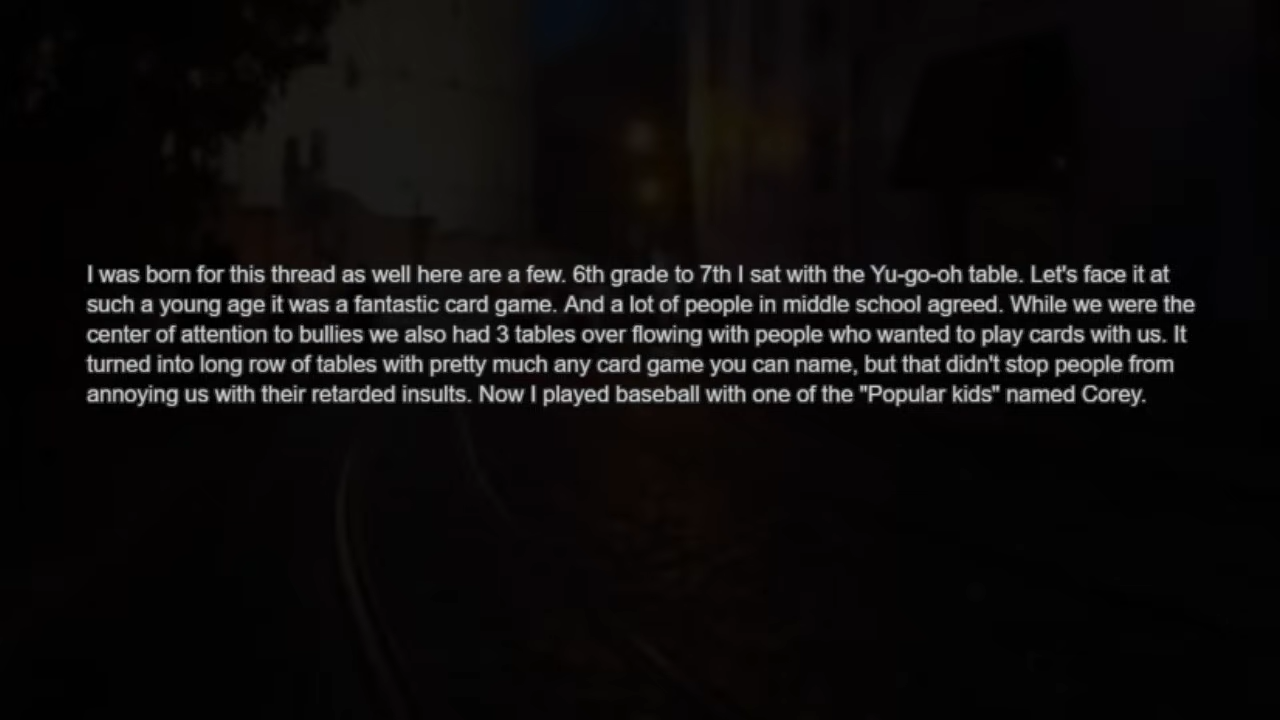 I was born for this thread as well here are a few. 6th grade to 7th I sat with the Yu-go-oh table. Let's face it at
such a young age it was a fantastic card game. And a lot of people in middle school agreed. While we were the
center of attention to bullies we also had 3 tables over flowing with people who wanted to play cards with us. It
turned into long row of tables with pretty much any card game you can name, but that didn't stop people from
annoying us with their retarded insults. Now I played baseball with one of the "Popular kids" named Corey.